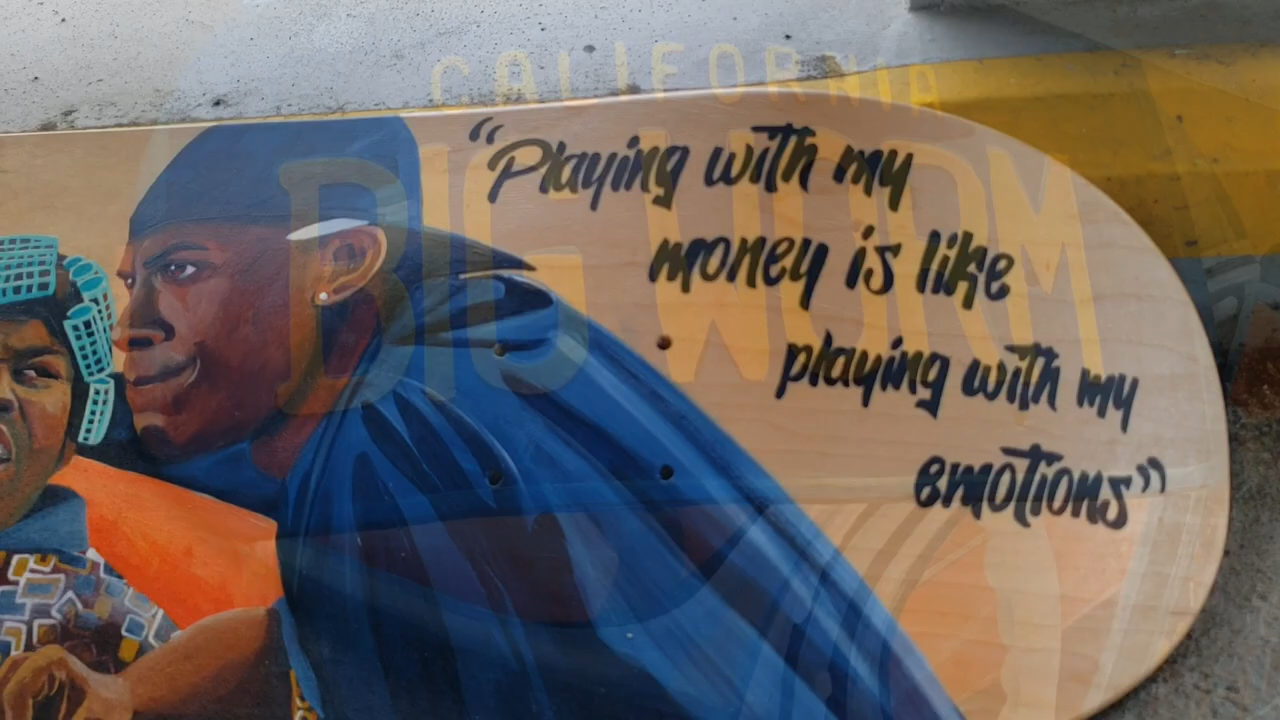 CALIFORNIA
BIG WORM
“Playing with my
money is like
playing with my
emotions”